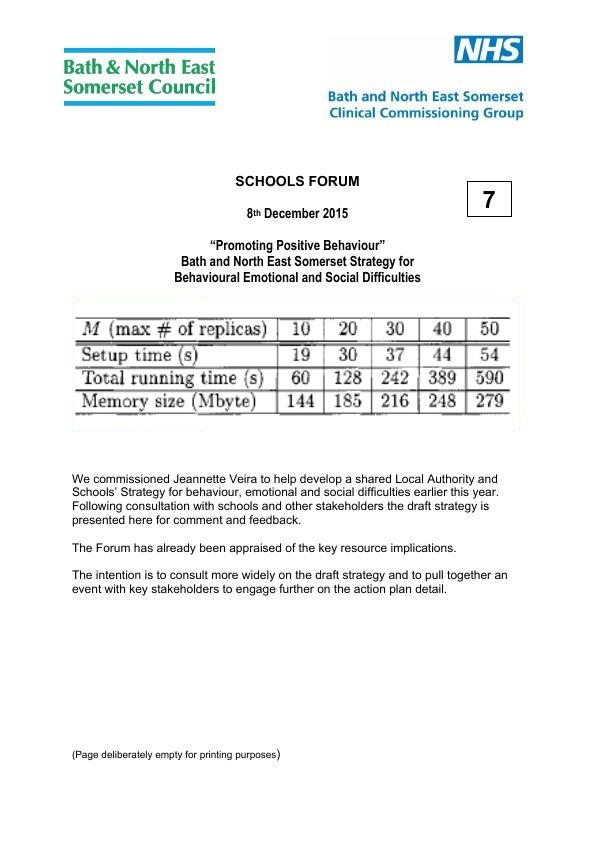 Bath & North East
Somerset Council
NHS
Bath and North East Somerset
Clinical Commissioning Group
SCHOOLS FORUM
7
8th December 2015
“Promoting Positive Behaviour”
Bath and North East Somerset Strategy for
Behavioural Emotional and Social Difficulties
M (max # of replicas) 10 20 30 40 50
Setup time (s) 19 30 37 44 54
Total running time (s) 60 128 242 389 590
Memory size (Mbyte) 144 185 216 248 279
We commissioned Jeannette Veira to help develop a shared Local Authority and
Schools’ Strategy for behaviour, emotional and social difficulties earlier this year.
Following consultation with schools and other stakeholders the draft strategy is
presented here for comment and feedback.
The Forum has already been appraised of the key resource implications.
The intention is to consult more widely on the draft strategy and to pull together an
event with key stakeholders to engage further on the action plan detail.
(Page deliberately empty for printing purposes)